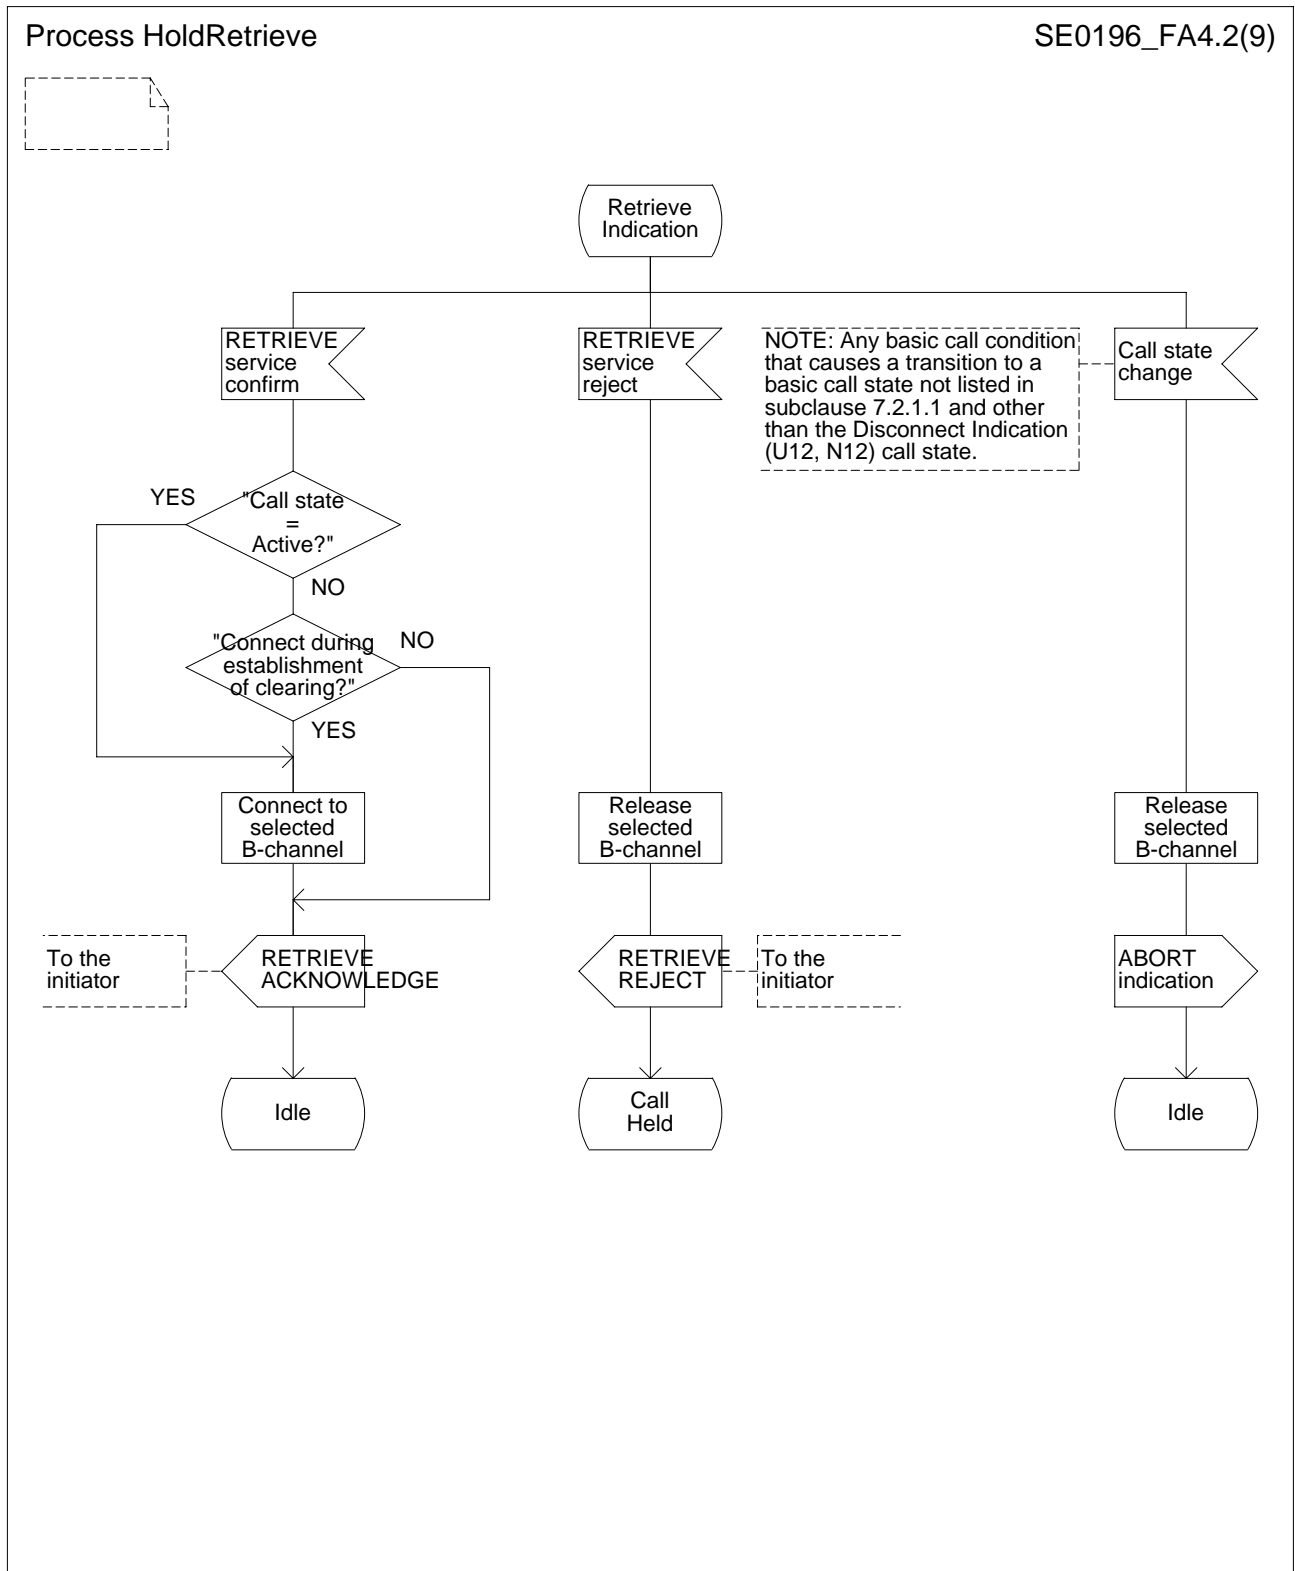 Process HoldRetrieve
SE0196_FA4.2(9)
Retrieve
Indication
RETRIEVE
service
confirm
RETRIEVE
service
reject
NOTE: Any basic call condition
that causes a transition to a
basic call state not listed in
subclause 7.2.1.1 and other
than the Disconnect Indication
(U12, N12) call state.
Call state
change
YES
"Call state
=
Active?"
NO
"Connect during
establishment
of clearing?"
NO
YES
Connect to
selected
B-channel
Release
selected
B-channel
Release
selected
B-channel
To the
initiator
RETRIEVE
ACKNOWLEDGE
RETRIEVE
REJECT
To the
initiator
ABORT
indication
Idle
Call
Held
Idle